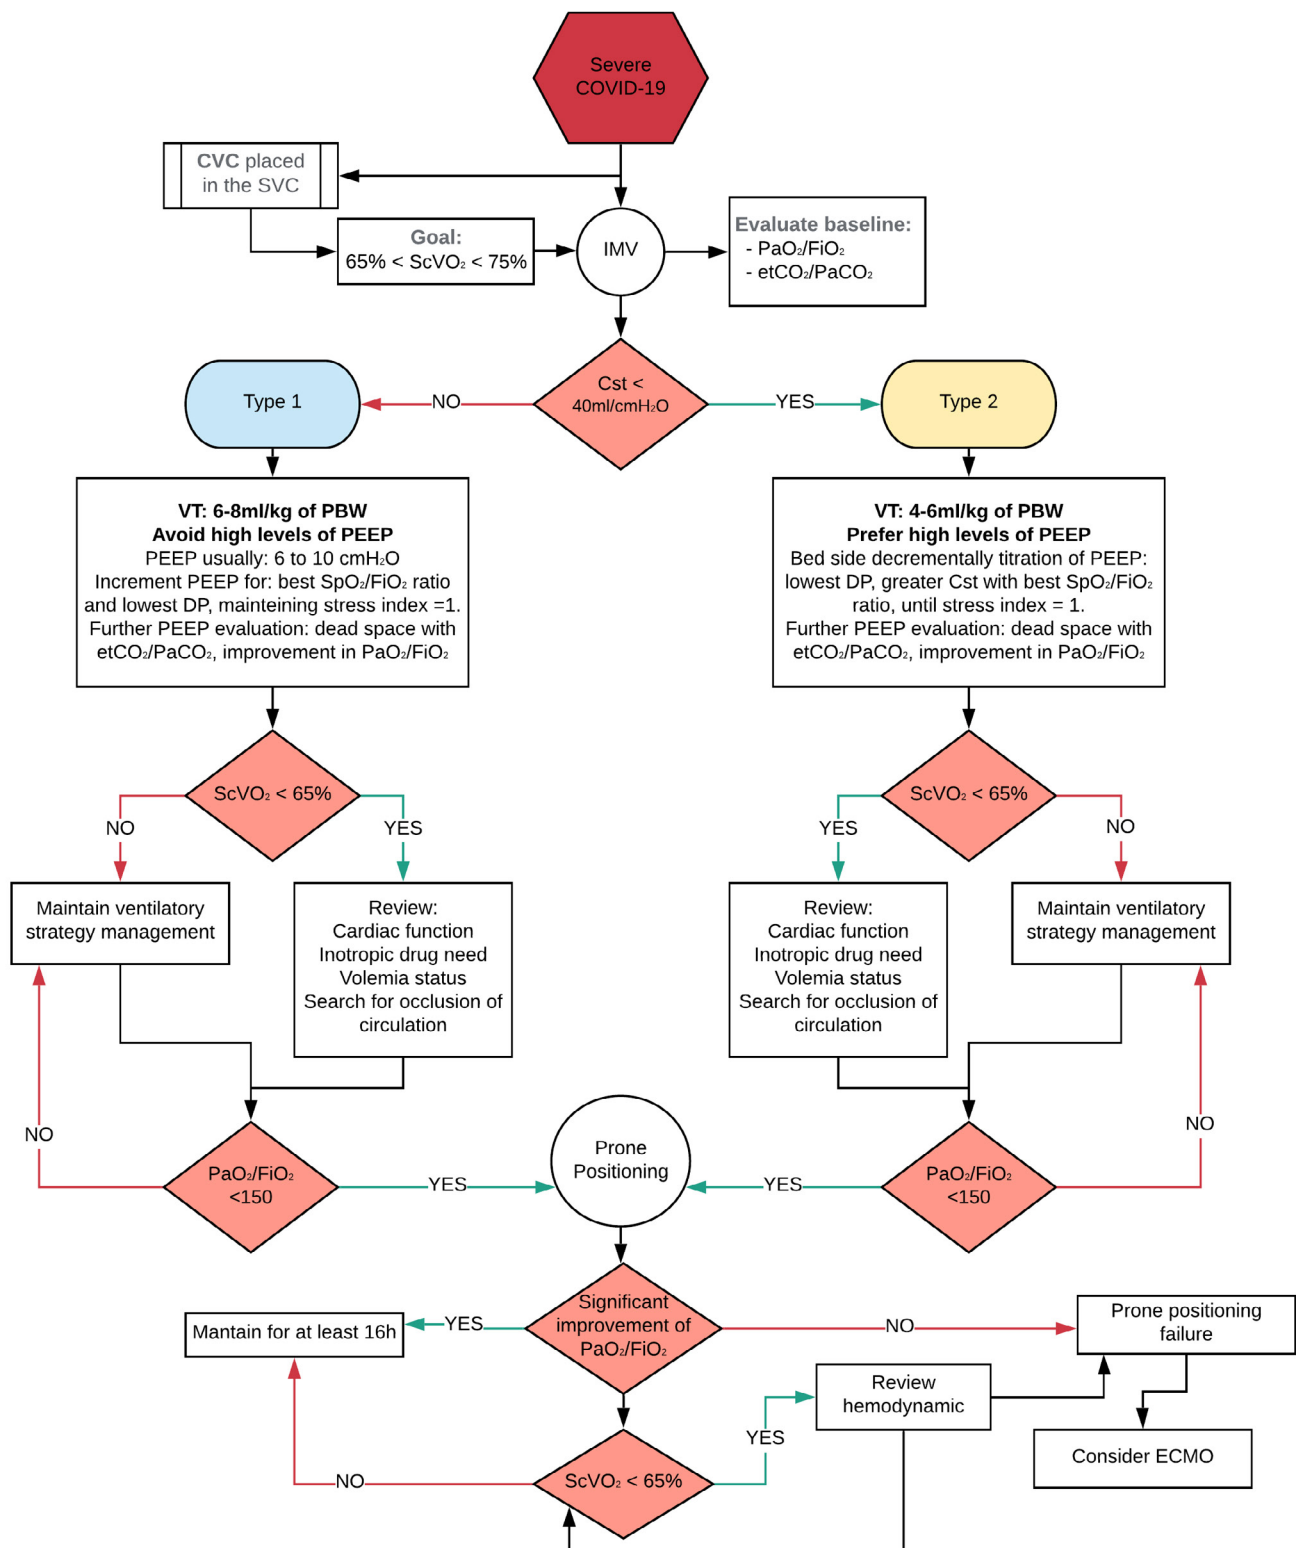 Severe
COVID-19
CVC placed
in the SVC
Goal:
65% < ScVO₂ < 75%
IMV
Evaluate baseline:
- PaO₂/FiO₂
- etCO₂/PaCO₂
Cst <
40ml/cmH₂O
NO
YES
Type 1
Type 2
VT: 6-8ml/kg of PBW
Avoid high levels of PEEP
PEEP usually: 6 to 10 cmH₂O
Increment PEEP for: best SpO₂/FiO₂ ratio
and lowest DP, mainteining stress index =1.
Further PEEP evaluation: dead space with
etCO₂/PaCO₂, improvement in PaO₂/FiO₂
VT: 4-6ml/kg of PBW
Prefer high levels of PEEP
Bed side decrementally titration of PEEP:
lowest DP, greater Cst with best SpO₂/FiO₂
ratio, until stress index = 1.
Further PEEP evaluation: dead space with
etCO₂/PaCO₂, improvement in PaO₂/FiO₂
ScVO₂ < 65%
NO
YES
ScVO₂ < 65%
YES
NO
Maintain ventilatory
strategy management
Review:
Cardiac function
Inotropic drug need
Volemia status
Search for occlusion of
circulation
Review:
Cardiac function
Inotropic drug need
Volemia status
Search for occlusion of
circulation
Maintain ventilatory
strategy management
NO
PaO₂/FiO₂
<150
YES
Prone
Positioning
YES
PaO₂/FiO₂
<150
NO
Significant
improvement of
PaO₂/FiO₂
YES
Mantain for at least 16h
NO
Prone positioning
failure
Review
hemodynamic
YES
Consider ECMO
ScVO₂ < 65%
NO